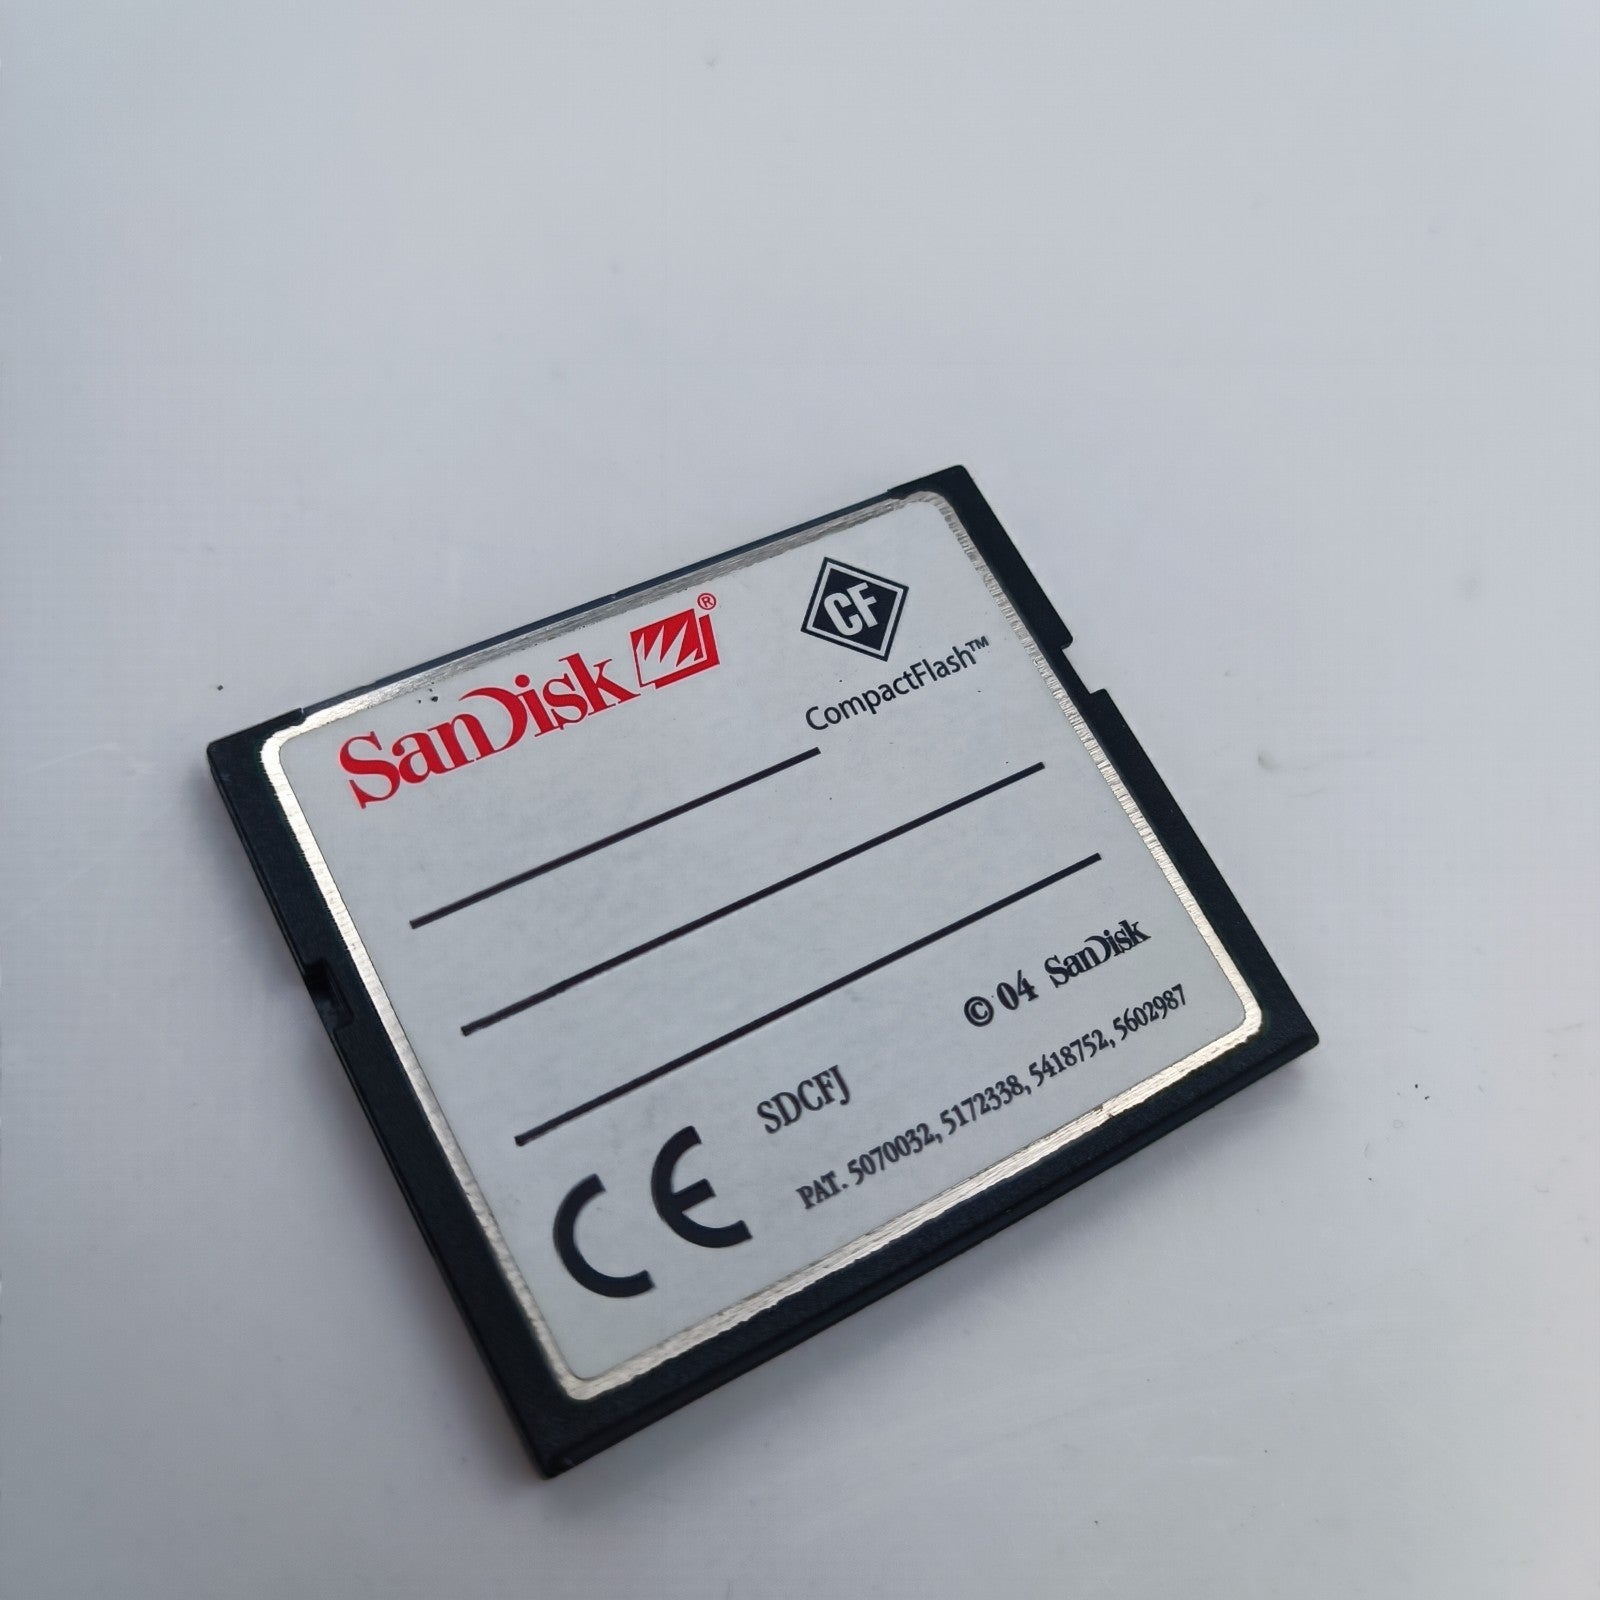 SanDisk ®
CF
CompactFlash™
© 04 SanDisk
SDCFJ
PAT. 5070032, 5172338, 5418752, 5602987
CE